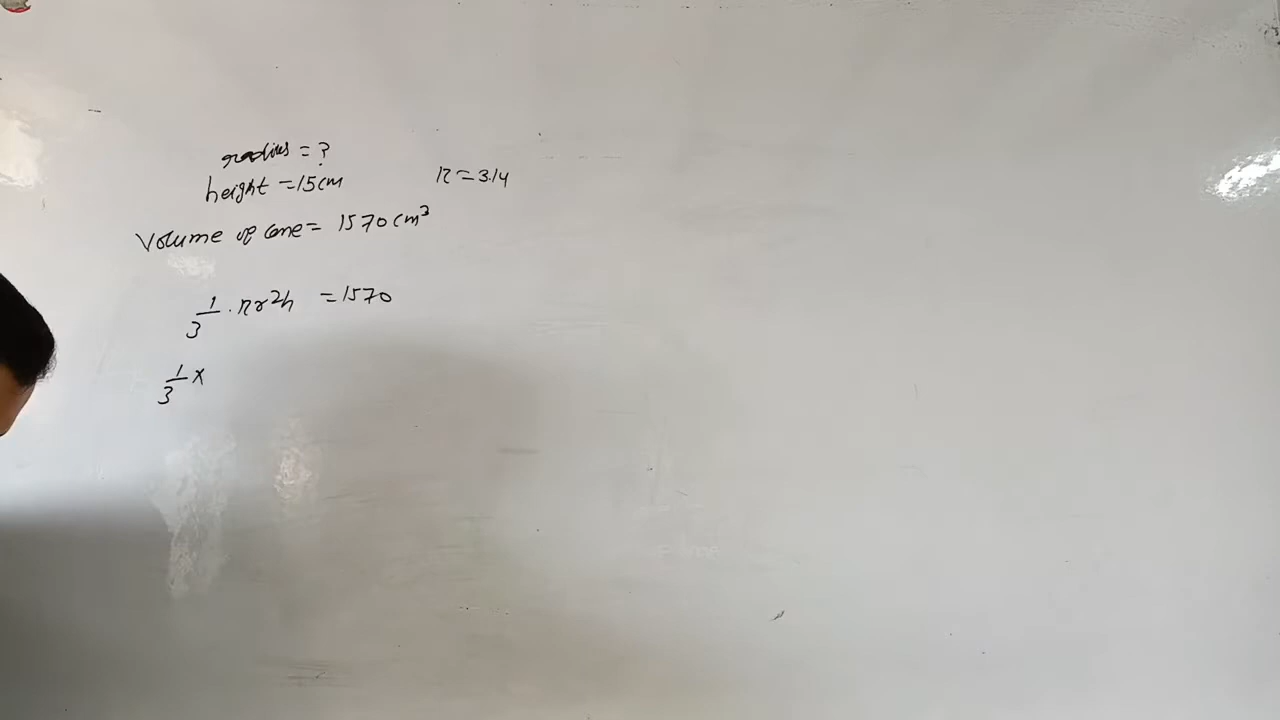 radius = ?
height = 15cm
π = 3.14
Volume of cone = 1570 cm³
1/3 . πr²h = 1570
1/3 ×